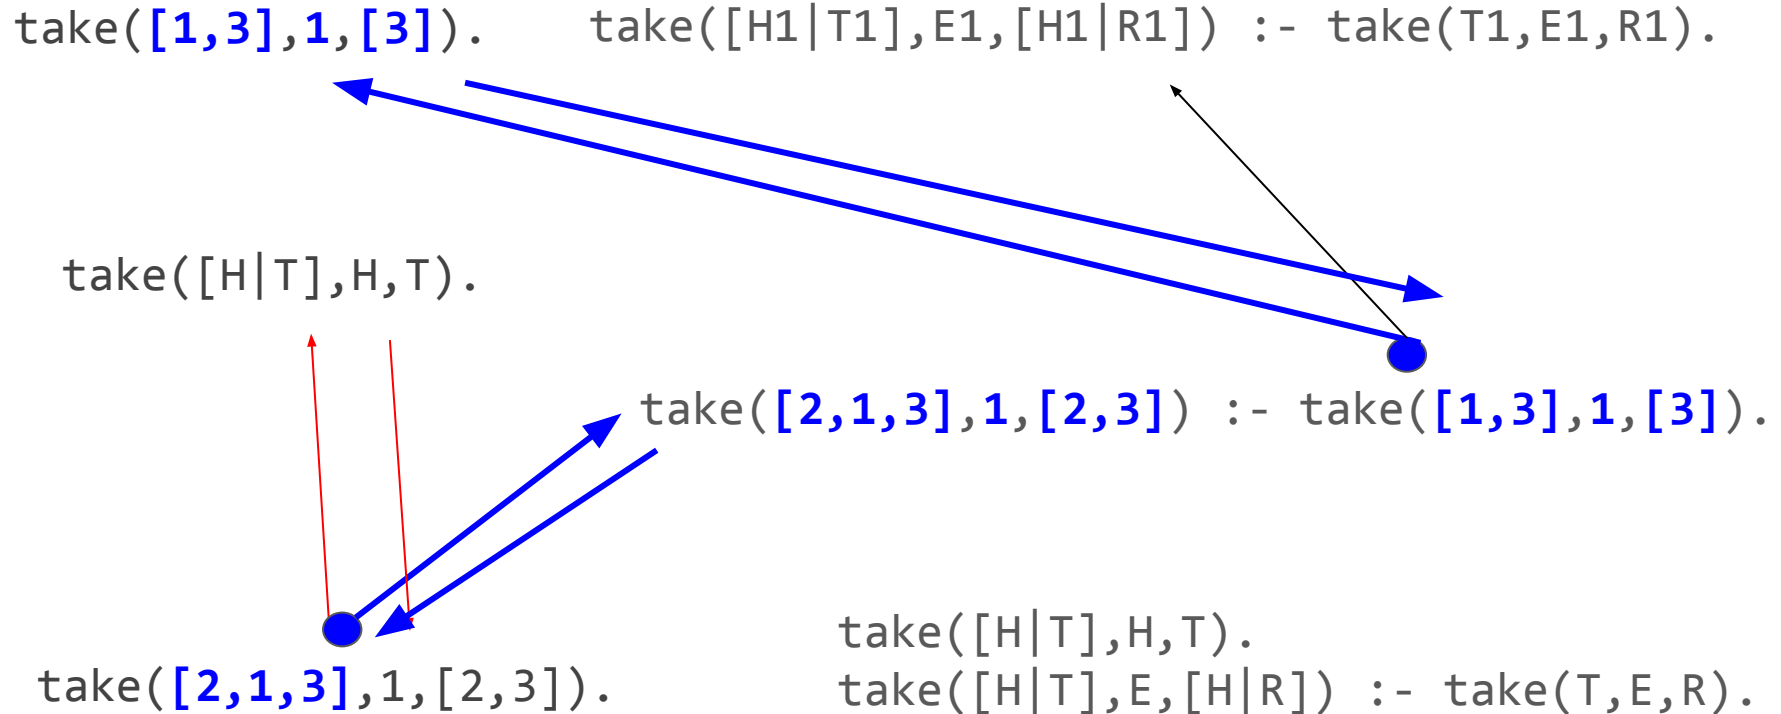 take([1,3],1,[3]).
take([H1|T1],E1,[H1|R1]) :- take(T1,E1,R1).
take([H|T],H,T).
take([2,1,3],1,[2,3]) :- take([1,3],1,[3]).
take([2,1,3],1,[2,3]).
take([H|T],H,T).
take([H|T],E,[H|R]) :- take(T,E,R).